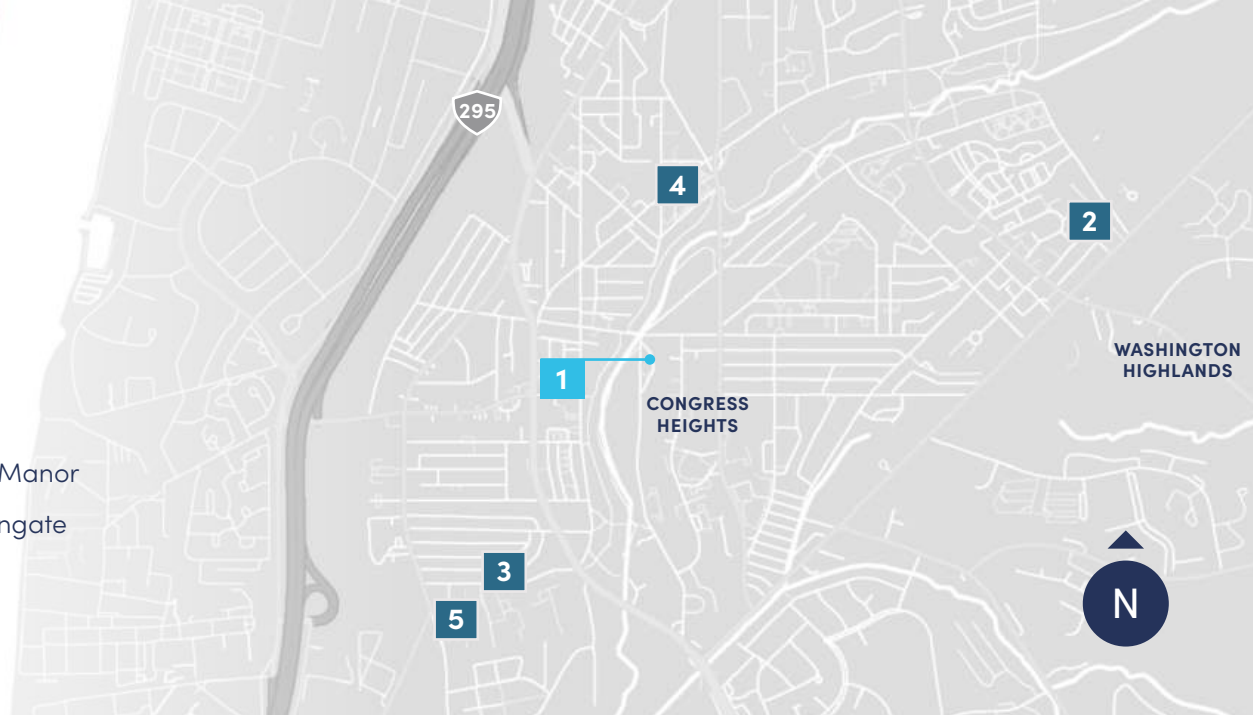 295
4
2
WASHINGTON
HIGHLANDS
1
CONGRESS
HEIGHTS
Manor
ngate
3
5
N